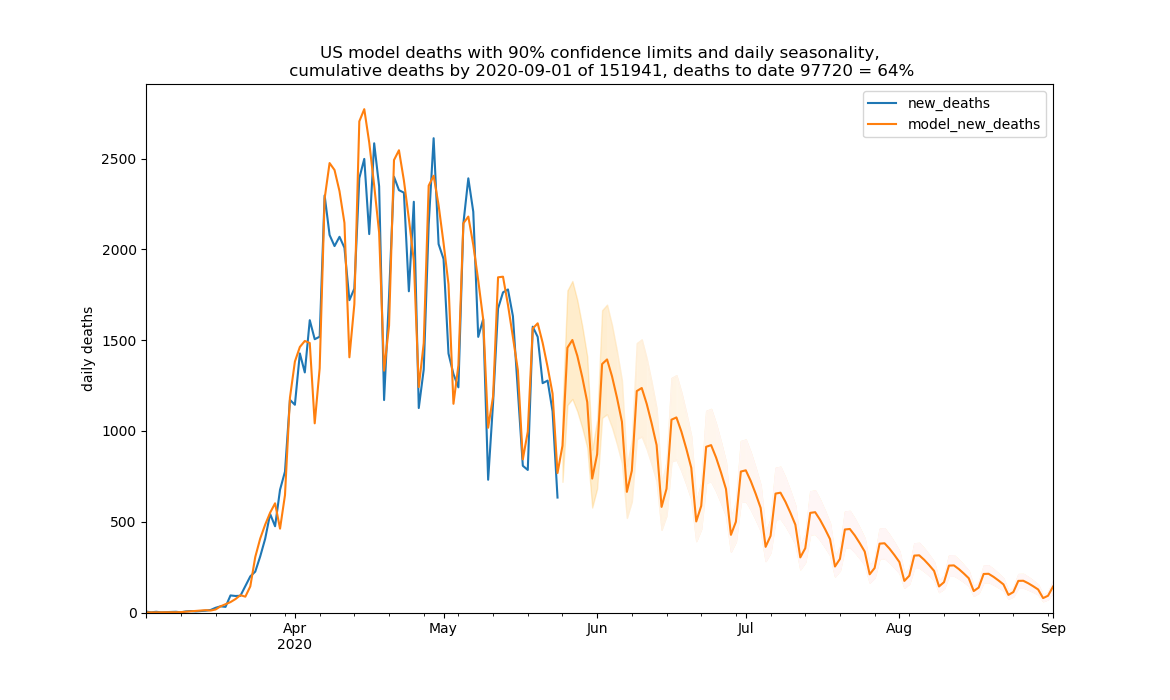 US model deaths with 90% confidence limits and daily seasonality,
cumulative deaths by 2020-09-01 of 151941, deaths to date 97720 = 64%
new_deaths
model_new_deaths
daily deaths
2500
2000
1500
1000
500
0
Apr
2020
May
Jun
Jul
Aug
Sep